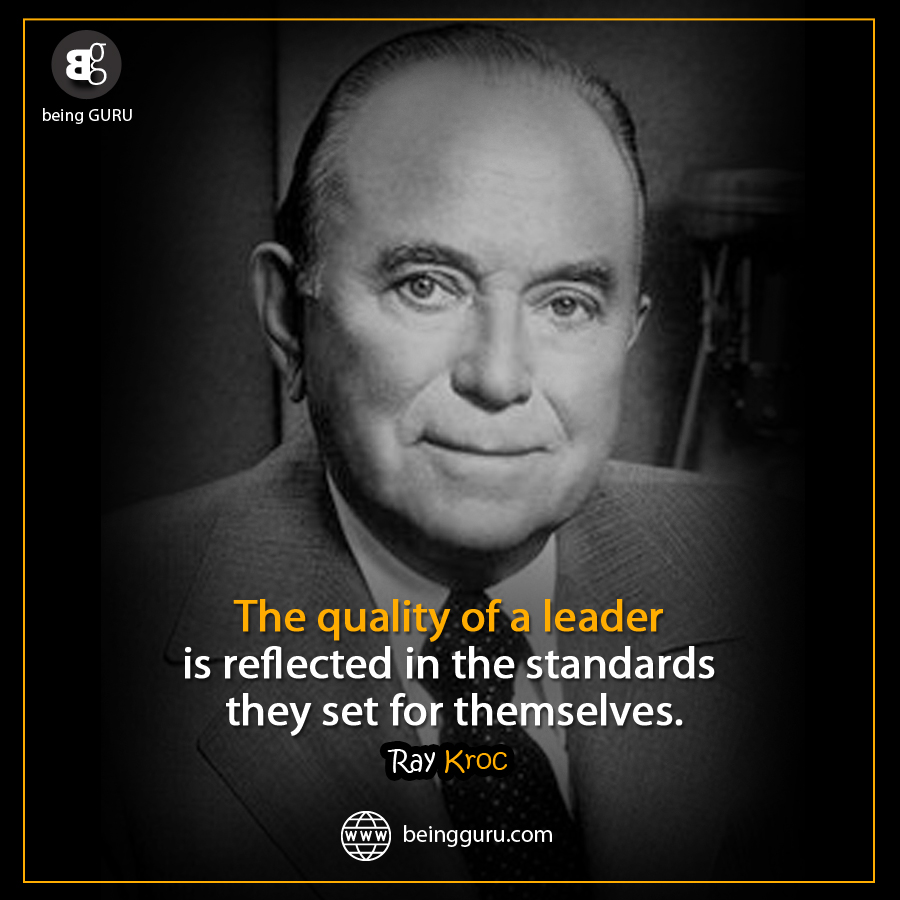 Bg
being GURU
The quality of a leader
is reflected in the standards
they set for themselves.
Ray Kroc
www beingguru.com